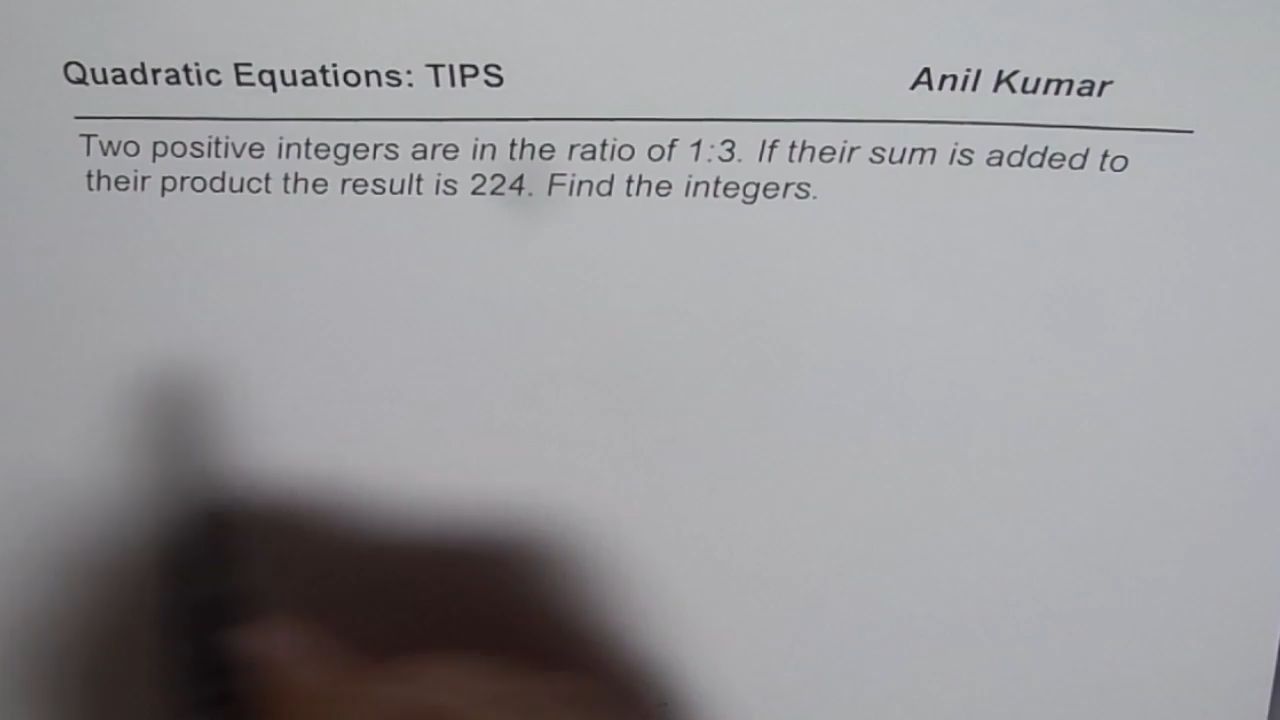 Quadratic Equations: TIPS Anil Kumar
Two positive integers are in the ratio of 1:3. If their sum is added to
their product the result is 224. Find the integers.